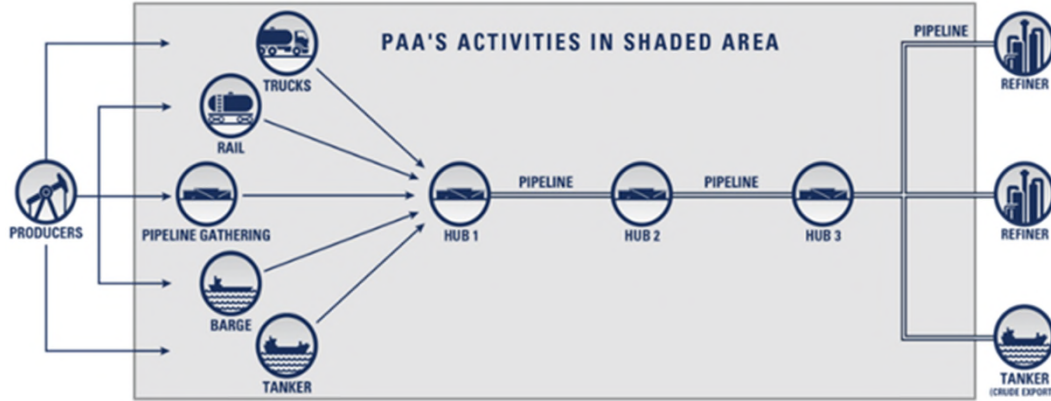 PAA'S ACTIVITIES IN SHADED AREA
TRUCKS
RAIL
PRODUCERS
PIPELINE GATHERING
BARGE
TANKER
HUB 1
PIPELINE
HUB 2
PIPELINE
HUB 3
PIPELINE
REFINER
REFINER
TANKER
(CRUDE EXPORT